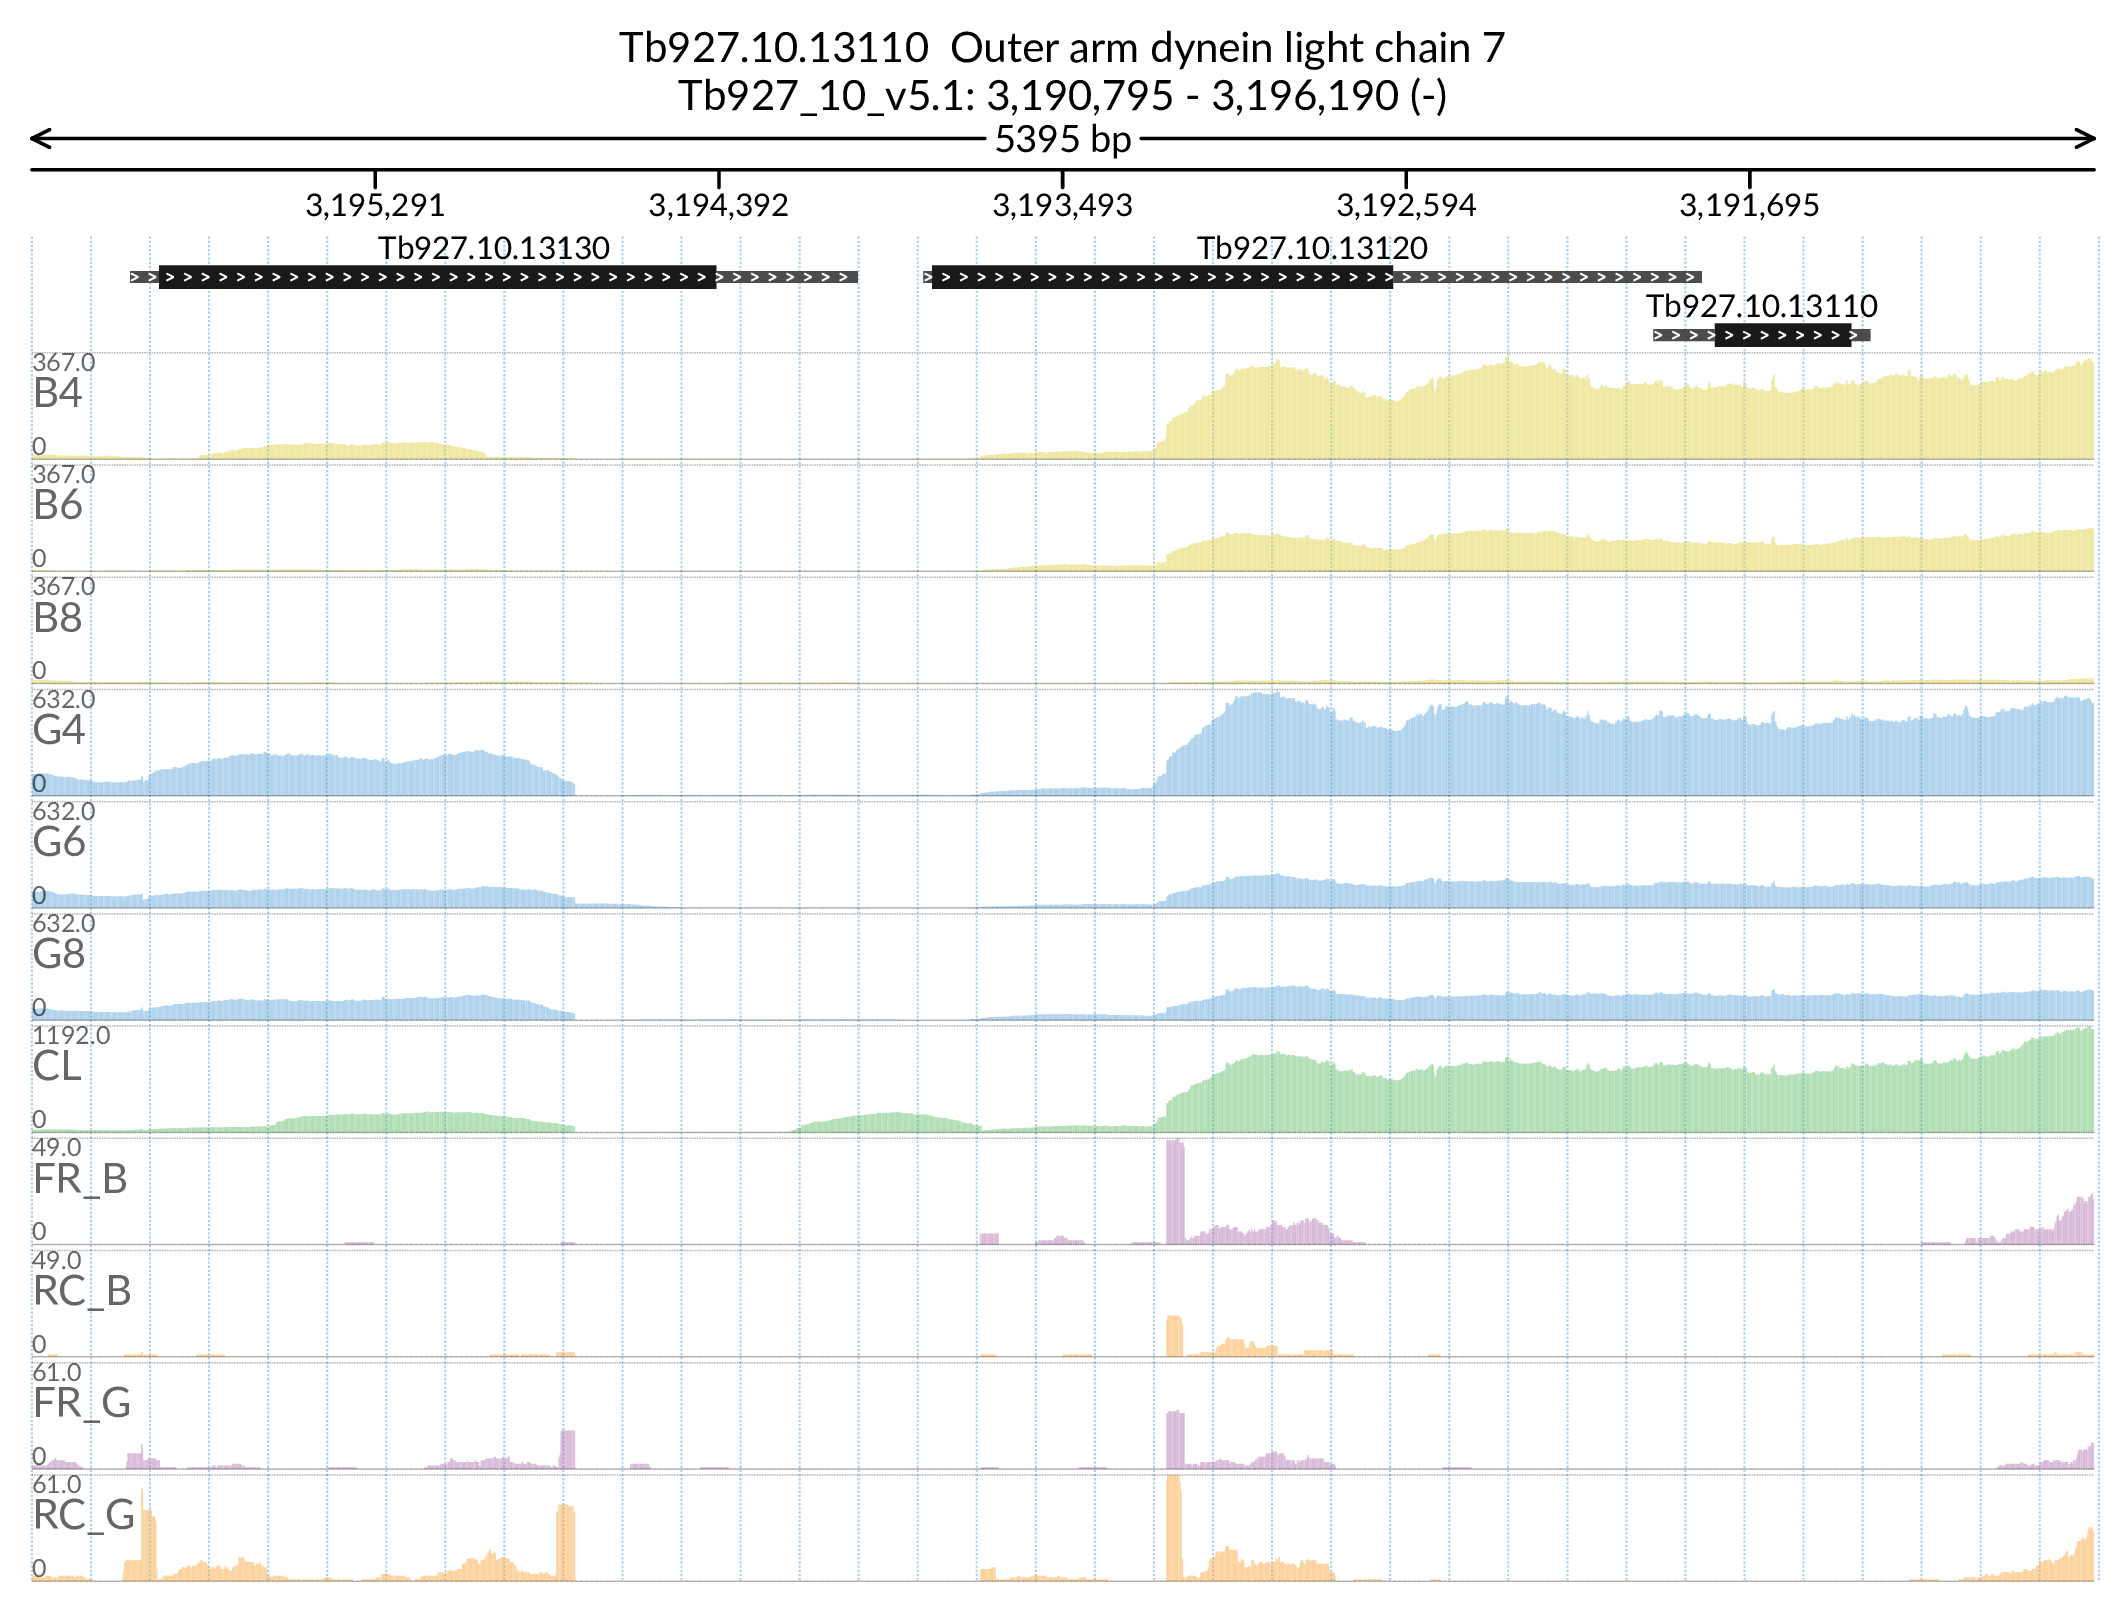 Tb927.10.13110  Outer arm dynein light chain 7
Tb927_10_v5.1: 3,190,795 - 3,196,190 (-)
5395 bp
3,195,291 3,194,392 3,193,493 3,192,594 3,191,695
Tb927.10.13130 Tb927.10.13120
Tb927.10.13110
367.0
B4
0
367.0
B6
0
367.0
B8
0
632.0
G4
0
632.0
G6
0
632.0
G8
0
1192.0
CL
0
49.0
FR_B
0
49.0
RC_B
0
61.0
FR_G
0
61.0
RC_G
0